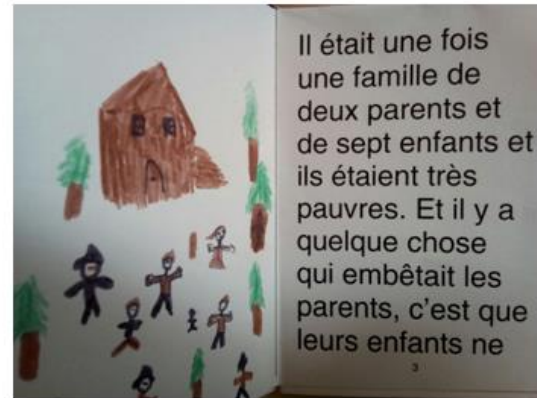 Il était une fois
une famille de
deux parents et
de sept enfants et
ils étaient très
pauvres. Et il y a
quelque chose
qui embêtait les
parents, c'est que
leurs enfants ne
3